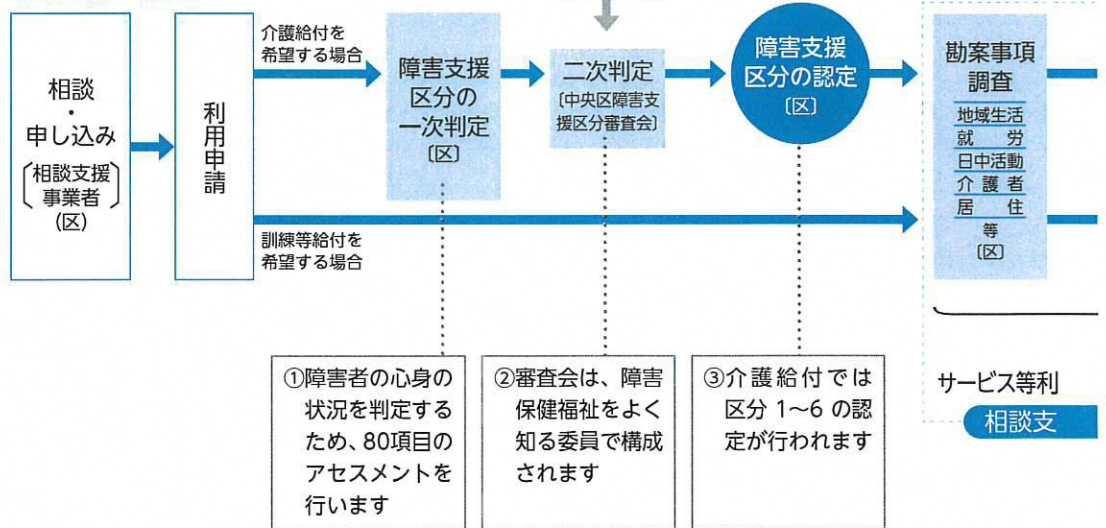 相談
・
申し込み
〔相談支援
事業者〕
(区)
利用申請
介護給付を
希望する場合
訓練等給付を
希望する場合
障害支援
区分の
一次判定
〔区〕
二次判定
〔中央区障害支
援区分審査会〕
障害支援
区分の認定
〔区〕
勘案事項
調査
地域生活
就労
日中活動
介護者
居住
等
〔区〕
①障害者の心身の
状況を判定する
ため、80項目の
アセスメントを
行います
②審査会は、障害
保健福祉をよく
知る委員で構成
されます
③介護給付では
区分 1〜6 の認
定が行われます
サービス等利
相談支